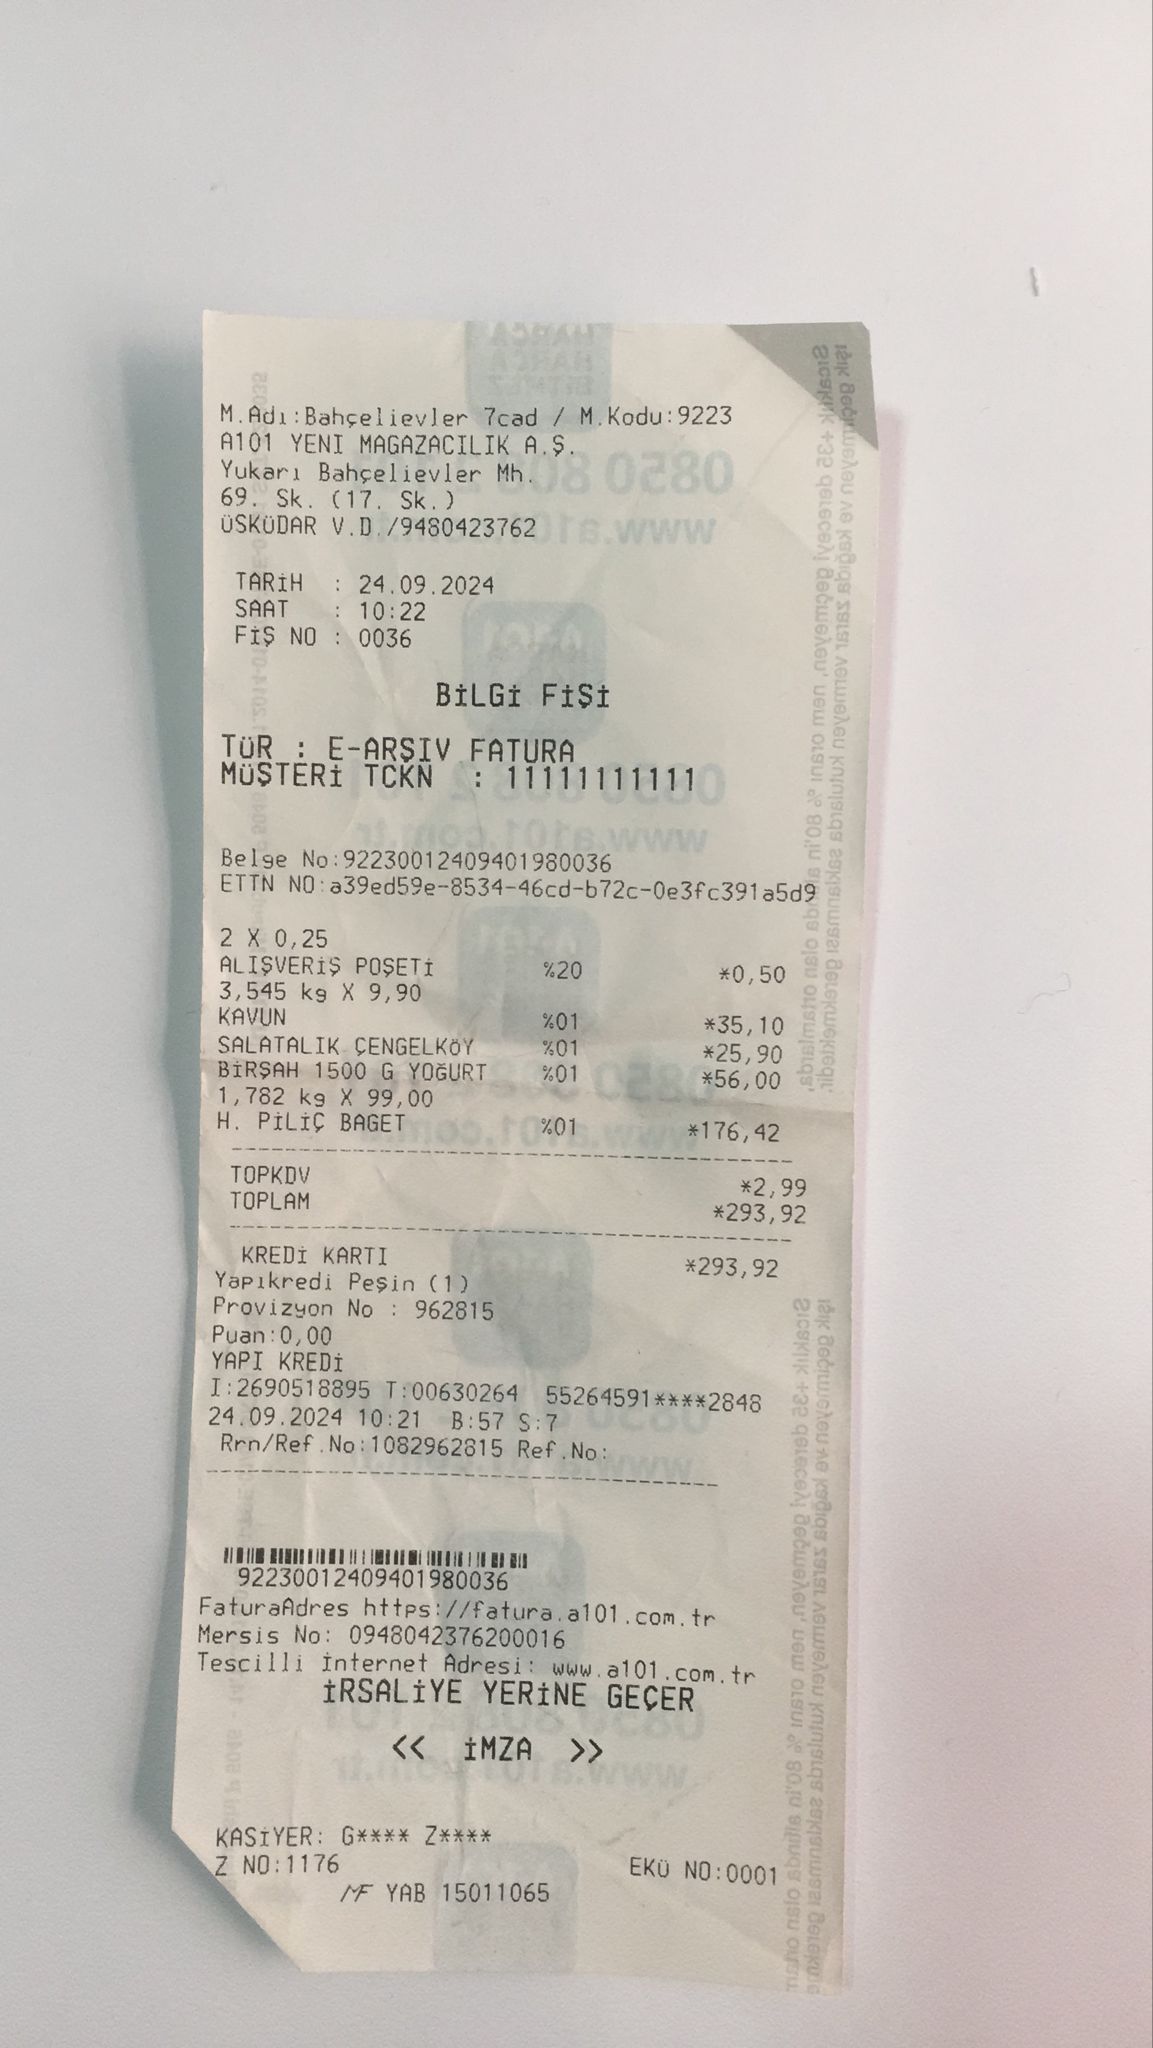 M.Adı:Bahçelievler 7cad / M.Kodu:9223
A101 YENI MAGAZACILIK A.Ş.
Yukarı Bahçelievler Mh.
69. Sk. (17. Sk.)
ÜSKÜDAR V.D./9480423762
TARİH : 24.09.2024
SAAT : 10:22
FİŞ NO : 0036
BİLGİ FİŞİ
TÜR : E-ARŞIV FATURA
MÜŞTERİ TCKN : 11111111111
Belge No:92230012409401980036
ETTN NO:a39ed59e-8534-46cd-b72c-0e3fc391a5d9
2 X 0,25
ALIŞVERİŞ POŞETİ %20 *0,50
3,545 kg X 9,90
KAVUN %01 *35,10
SALATALIK ÇENGELKÖY %01 *25,90
BİRŞAH 1500 G YOĞURT %01 *56,00
1,782 kg X 99,00
H. PİLİÇ BAGET %01 *176,42
TOPKDV *2,99
TOPLAM *293,92
KREDİ KARTI *293,92
Yapıkredi Peşin (1)
Provizyon No : 962815
Puan:0,00
YAPI KREDİ
I:2690518895 T:00630264 55264591****2848
24.09.2024 10:21 B:57 S:7
Rrn/Ref.No:1082962815 Ref.No:
92230012409401980036
FaturaAdres https://fatura.a101.com.tr
Mersis No: 0948042376200016
Tescilli İnternet Adresi: www.a101.com.tr
İRSALİYE YERİNE GEÇER
<< İMZA >>
KASİYER: G**** Z****
Z NO:1176 EKÜ NO:0001
MF YAB 15011065